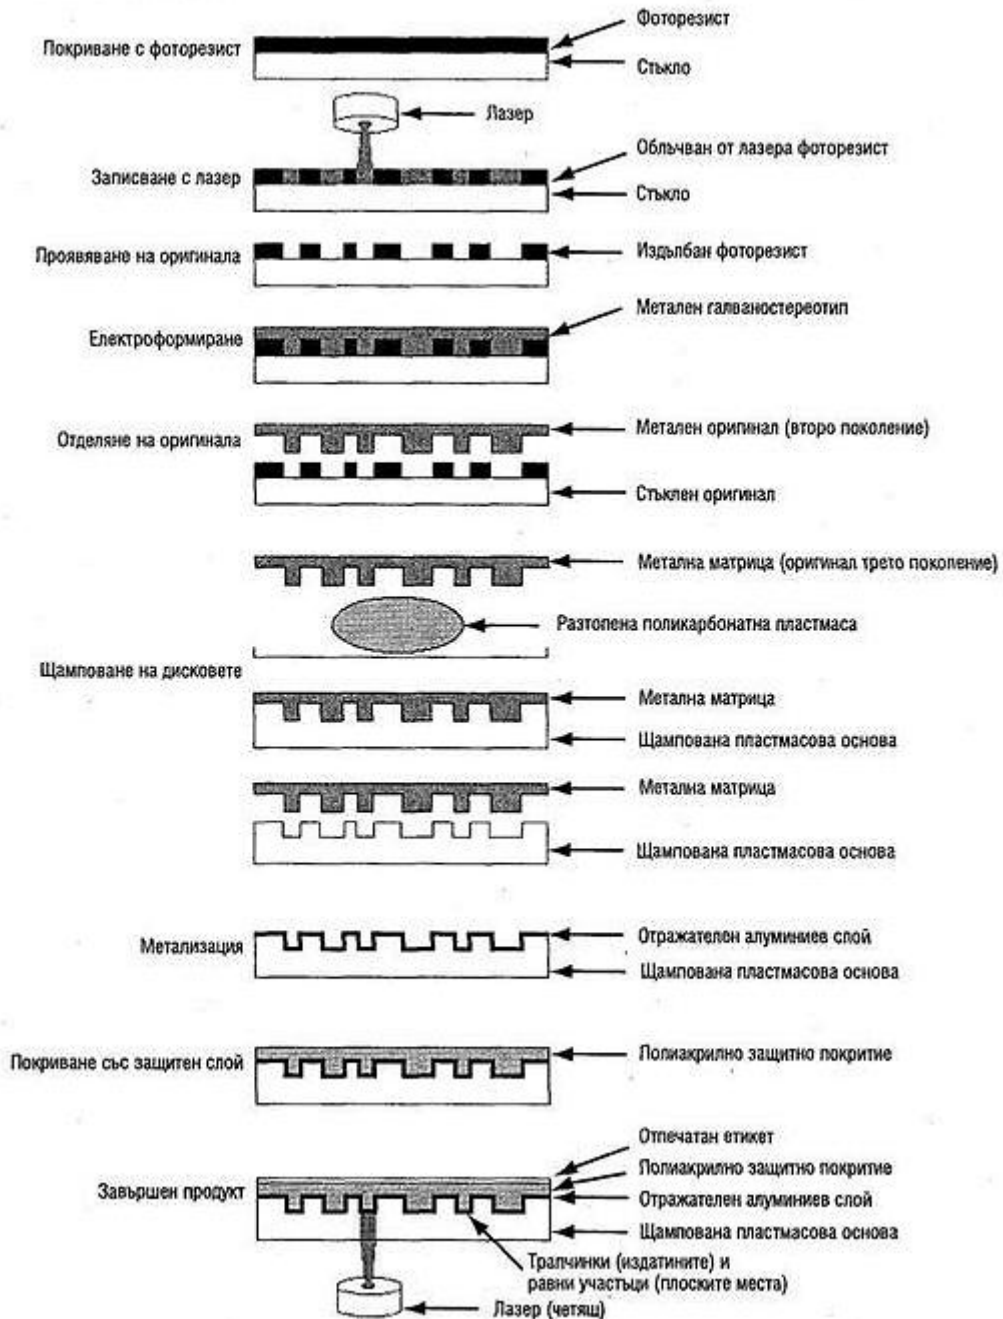 Фоторезист
Покриване с фоторезист
Стъкло
Лазер
Облъчван от лазера фоторезист
Записване с лазер
Стъкло
Проявяване на оригинала
Издълбан фоторезист
Метален галваностереотип
Електроформиране
Метален оригинал (второ поколение)
Отделяне на оригинала
Стъклен оригинал
Метална матрица (оригинал трето поколение)
Разтопена поликарбонатна пластмаса
Щамповане на дисковете
Метална матрица
Щампована пластмасова основа
Метална матрица
Щампована пластмасова основа
Отражателен алуминиев слой
Метализация
Щампована пластмасова основа
Полиакрилно защитно покритие
Покриване със защитен слой
Отпечатан етикет
Полиакрилно защитно покритие
Завършен продукт
Отражателен алуминиев слой
Щампована пластмасова основа
Трапчинки (издатините) и
равни участъци (плоските места)
Лазер (четящ)